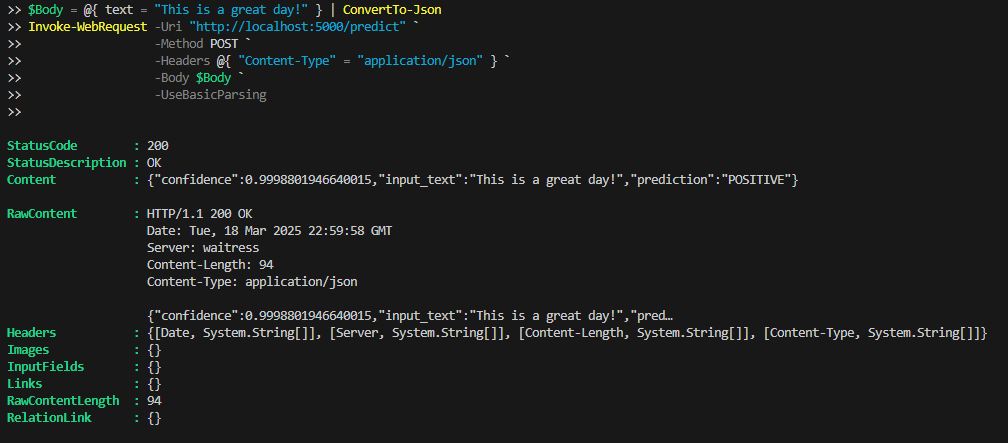 >> $Body = @{ text = "This is a great day!" } | ConvertTo-Json
>> Invoke-WebRequest -Uri "http://localhost:5000/predict" `
>>                   -Method POST `
>>                   -Headers @{ "Content-Type" = "application/json" } `
>>                   -Body $Body `
>>                   -UseBasicParsing
>>
StatusCode        : 200
StatusDescription : OK
Content           : {"confidence":0.9998801946640015,"input_text":"This is a great day!","prediction":"POSITIVE"}
RawContent        : HTTP/1.1 200 OK
                    Date: Tue, 18 Mar 2025 22:59:58 GMT
                    Server: waitress
                    Content-Length: 94
                    Content-Type: application/json
                    {"confidence":0.9998801946640015,"input_text":"This is a great day!","pred…
Headers           : {[Date, System.String[]], [Server, System.String[]], [Content-Length, System.String[]], [Content-Type, System.String[]]}
Images            : {}
InputFields       : {}
Links             : {}
RawContentLength  : 94
RelationLink      : {}